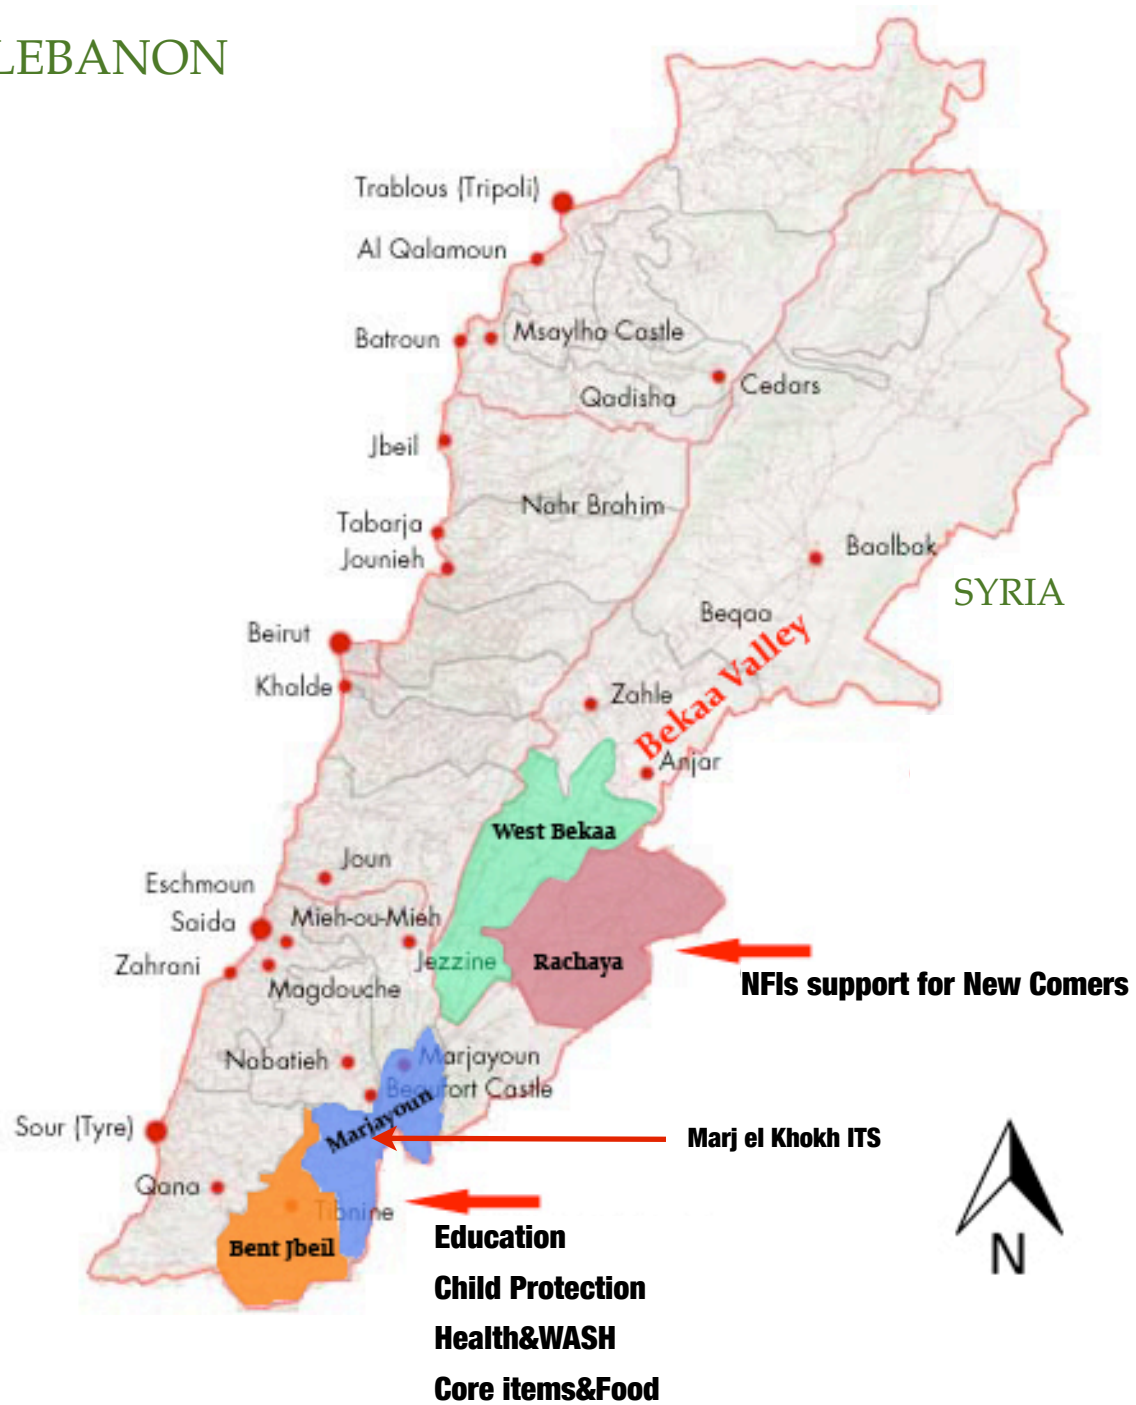 LEBANON
Trablous (Tripoli)
Al Qalamoun
Batroun
Msaylha Castle
Cedars
Qadisha
Jbeil
Nahr Brahim
Tabarja
Jounieh
Baalbak
SYRIA
Beqaa
Beirut
Bekaa Valley
Khalde
Zahle
Anjar
West Bekaa
Joun
Eschmoun
Saida
Mieh-ou-Mieh
Zahrani
Jezzine
Rachaya
Magdouche
NFIs support for New Comers
Nabatieh
Marjayoun
Beaufort Castle
Marjayoun
Sour (Tyre)
Marj el Khokh ITS
Qana
Tibnine
Bent Jbeil
Education
Child Protection
Health&WASH
Core items&Food
N